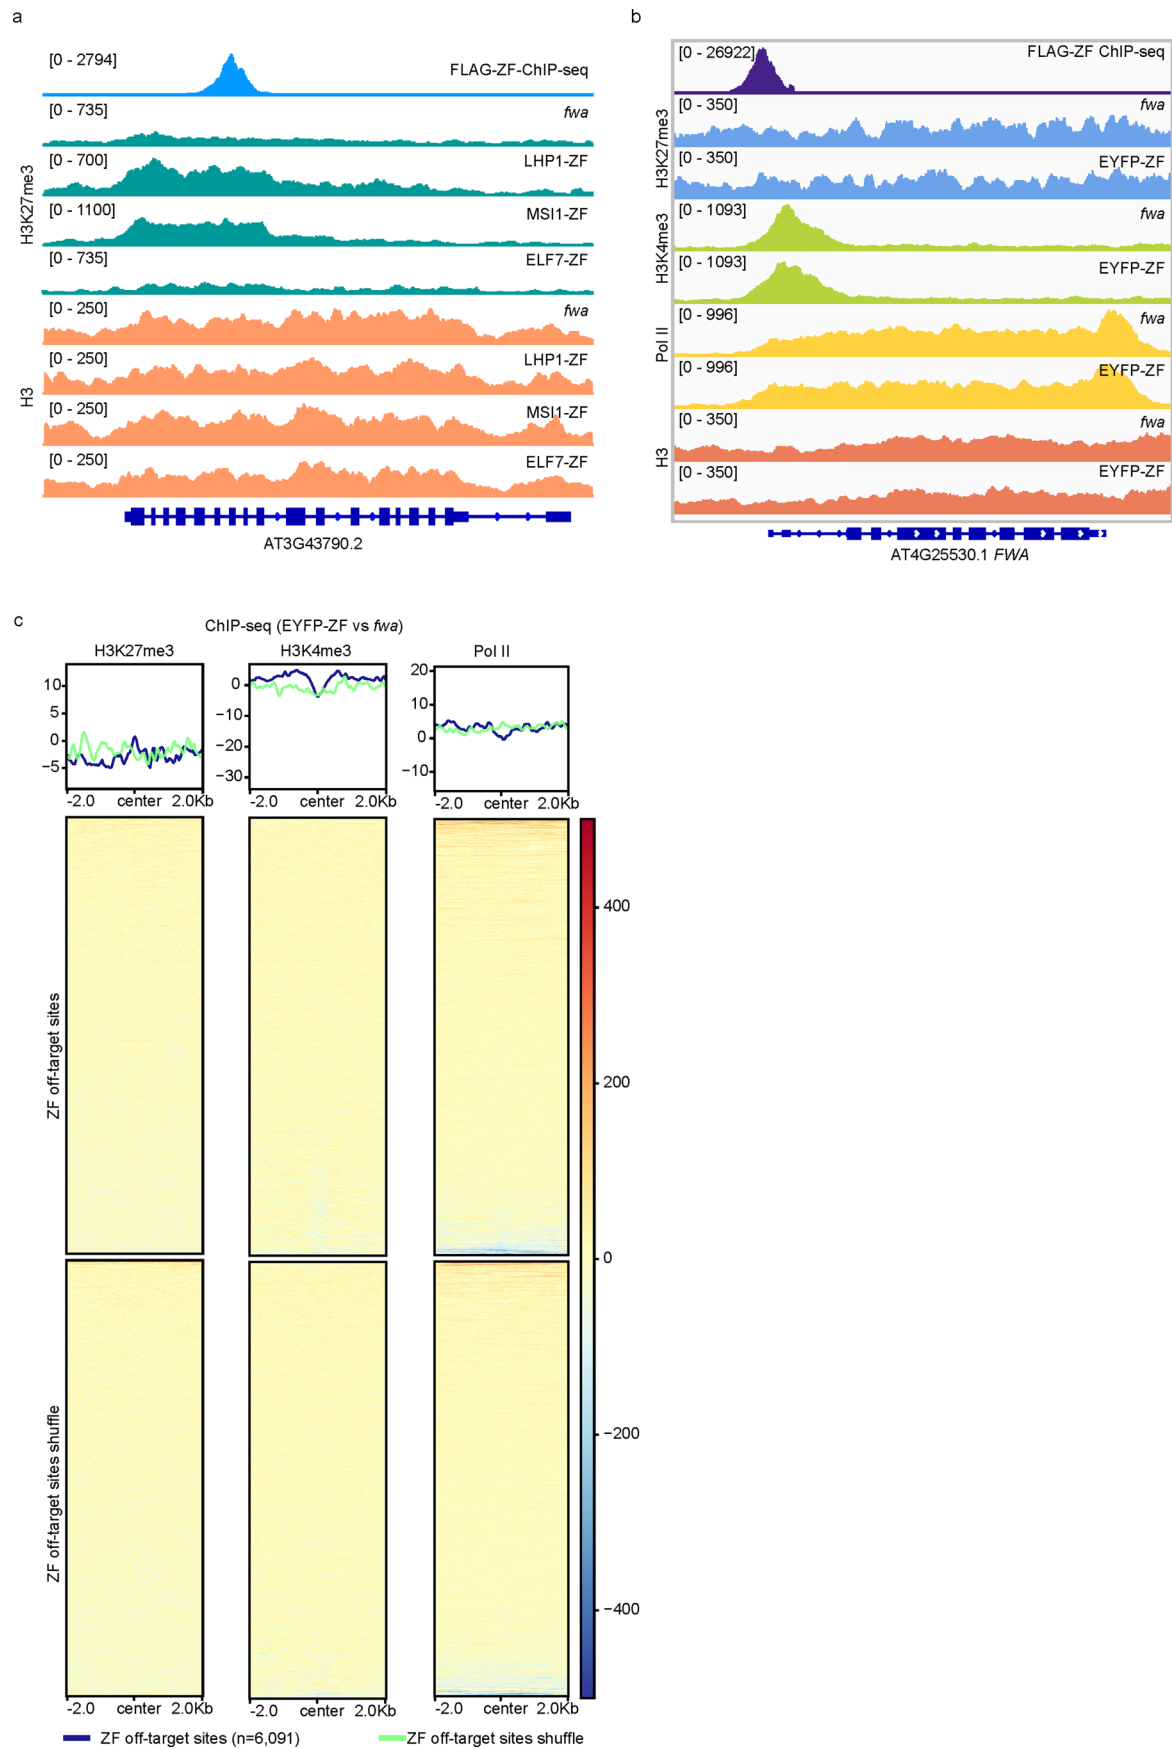 a
[0 - 2794]
FLAG-ZF-ChIP-seq
H3K27me3
[0 - 735]
fwa
[0 - 700]
LHP1-ZF
[0 - 1100]
MSI1-ZF
[0 - 735]
ELF7-ZF
H3
[0 - 250]
fwa
[0 - 250]
LHP1-ZF
[0 - 250]
MSI1-ZF
[0 - 250]
ELF7-ZF
AT3G43790.2
b
[0 - 26922]
FLAG-ZF ChIP-seq
H3K27me3
[0 - 350]
fwa
[0 - 350]
EYFP-ZF
H3K4me3
[0 - 1093]
fwa
[0 - 1093]
EYFP-ZF
Pol II
[0 - 996]
fwa
[0 - 996]
EYFP-ZF
H3
[0 - 350]
fwa
[0 - 350]
EYFP-ZF
AT4G25530.1 FWA
c
ChIP-seq (EYFP-ZF vs fwa)
H3K27me3
10
5
0
−5
-2.0 center 2.0Kb
H3K4me3
0
−10
−20
−30
-2.0 center 2.0Kb
Pol II
20
10
0
−10
-2.0 center 2.0Kb
ZF off-target sites
ZF off-target sites shuffle
400
200
0
−200
−400
-2.0 center 2.0Kb
-2.0 center 2.0Kb
-2.0 center 2.0Kb
ZF off-target sites (n=6,091)
ZF off-target sites shuffle